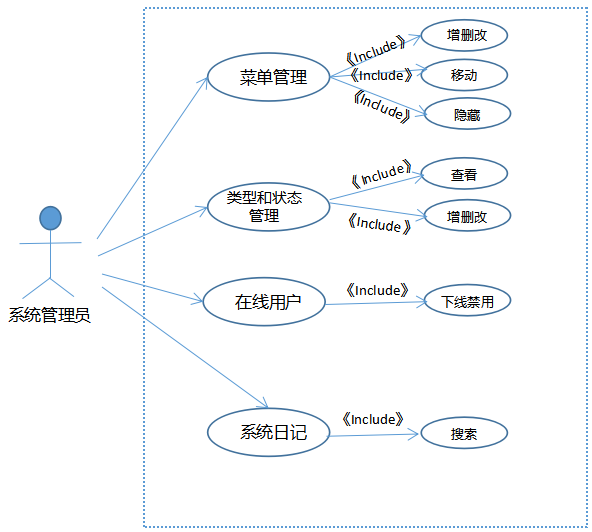 增删改
《Include》
菜单管理
《Include》
移动
《Include》
隐藏
《Include》
查看
类型和状态
管理
增删改
《Include》
系统管理员
在线用户
《Include》
下线禁用
系统日记
《Include》
搜索